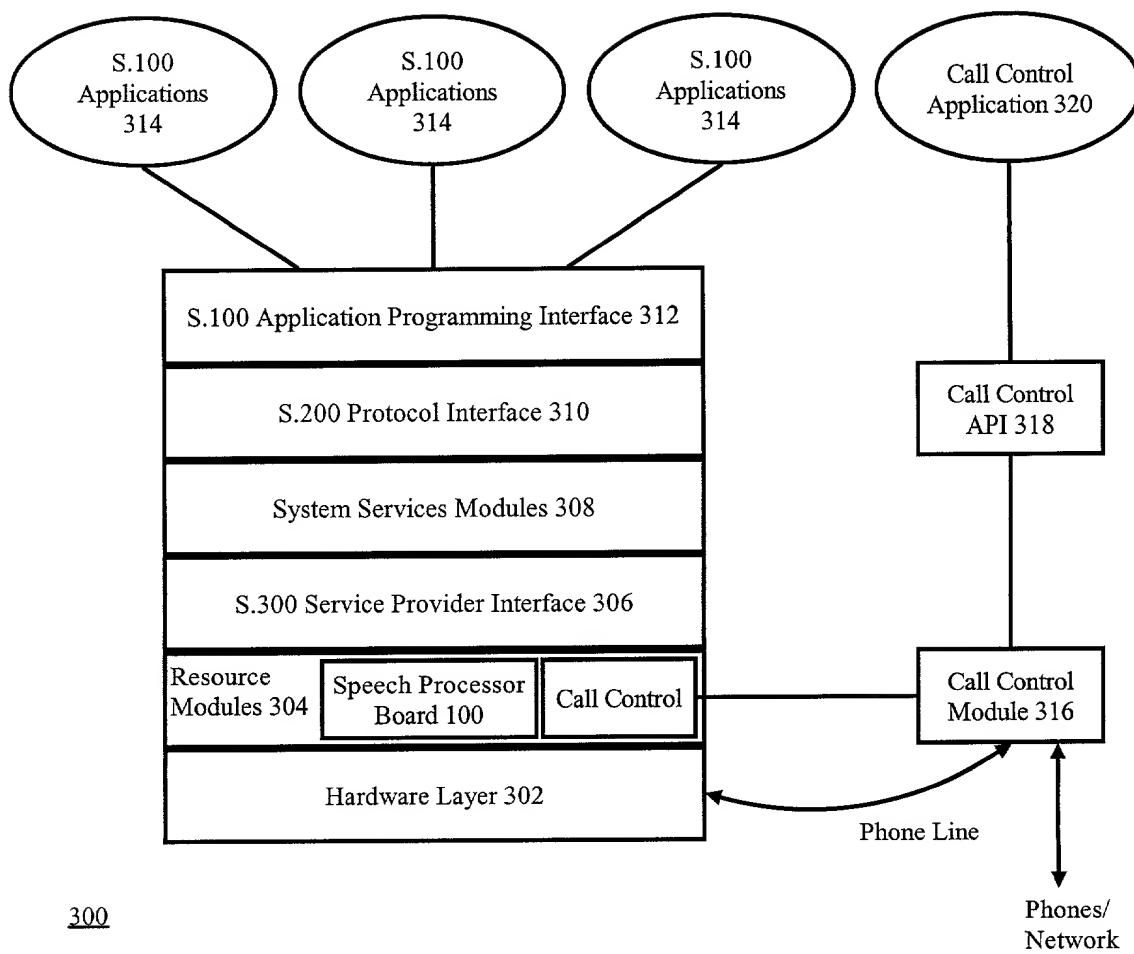 S.100
Applications
314
S.100
Applications
314
S.100
Applications
314
Call Control
Application 320
S.100 Application Programming Interface 312
S.200 Protocol Interface 310
Call Control
API 318
System Services Modules 308
S.300 Service Provider Interface 306
Resource
Modules 304
Speech Processor
Board 100
Call Control
Call Control
Module 316
Hardware Layer 302
Phone Line
300
Phones/
Network